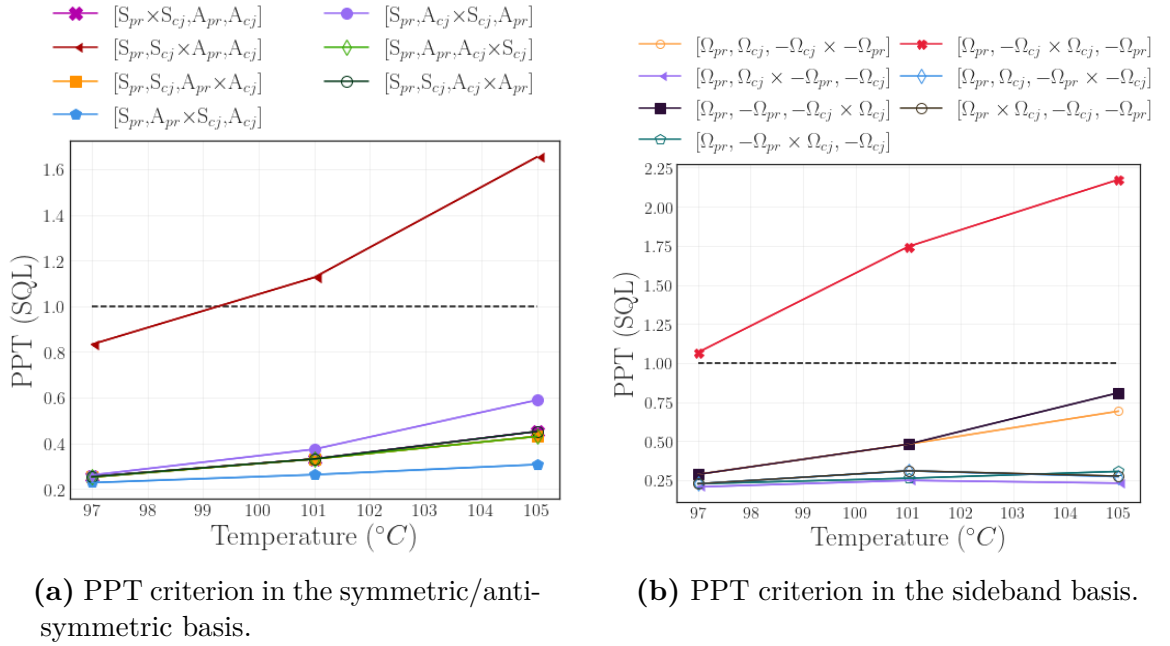 [S_pr×S_cj,A_pr,A_cj]
[S_pr,S_cj×A_pr,A_cj]
[S_pr,S_cj,A_pr×A_cj]
[S_pr,A_pr×S_cj,A_cj]
[S_pr,A_cj×S_cj,A_pr]
[S_pr,A_pr,A_cj×S_cj]
[S_pr,S_cj,A_cj×A_pr]
PPT (SQL)
1.6
1.4
1.2
1.0
0.8
0.6
0.4
0.2
97 98 99 100 101 102 103 104 105
Temperature (°C)
(a) PPT criterion in the symmetric/anti-
symmetric basis.
[Ω_pr, Ω_cj, −Ω_cj × −Ω_pr]
[Ω_pr, Ω_cj × −Ω_pr, −Ω_cj]
[Ω_pr, −Ω_pr, −Ω_cj × Ω_cj]
[Ω_pr, −Ω_pr × Ω_cj, −Ω_cj]
[Ω_pr, −Ω_cj × Ω_cj, −Ω_pr]
[Ω_pr, Ω_cj, −Ω_pr × −Ω_cj]
[Ω_pr × Ω_cj, −Ω_cj, −Ω_pr]
PPT (SQL)
2.25
2.00
1.75
1.50
1.25
1.00
0.75
0.50
0.25
97 98 99 100 101 102 103 104 105
Temperature (°C)
(b) PPT criterion in the sideband basis.